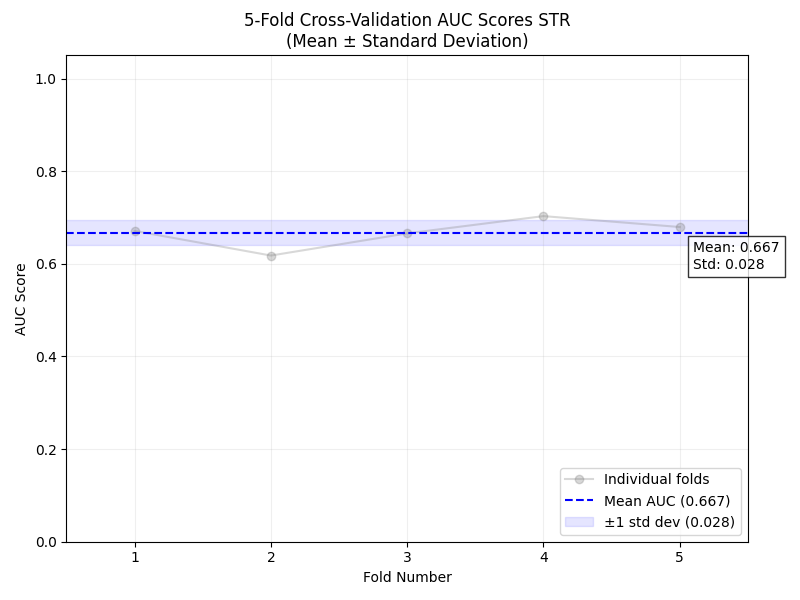 5-Fold Cross-Validation AUC Scores STR
(Mean ± Standard Deviation)
1.0
0.8
0.6
0.4
0.2
0.0
AUC Score
Mean: 0.667
Std: 0.028
Individual folds
Mean AUC (0.667)
±1 std dev (0.028)
1 2 3 4 5
Fold Number